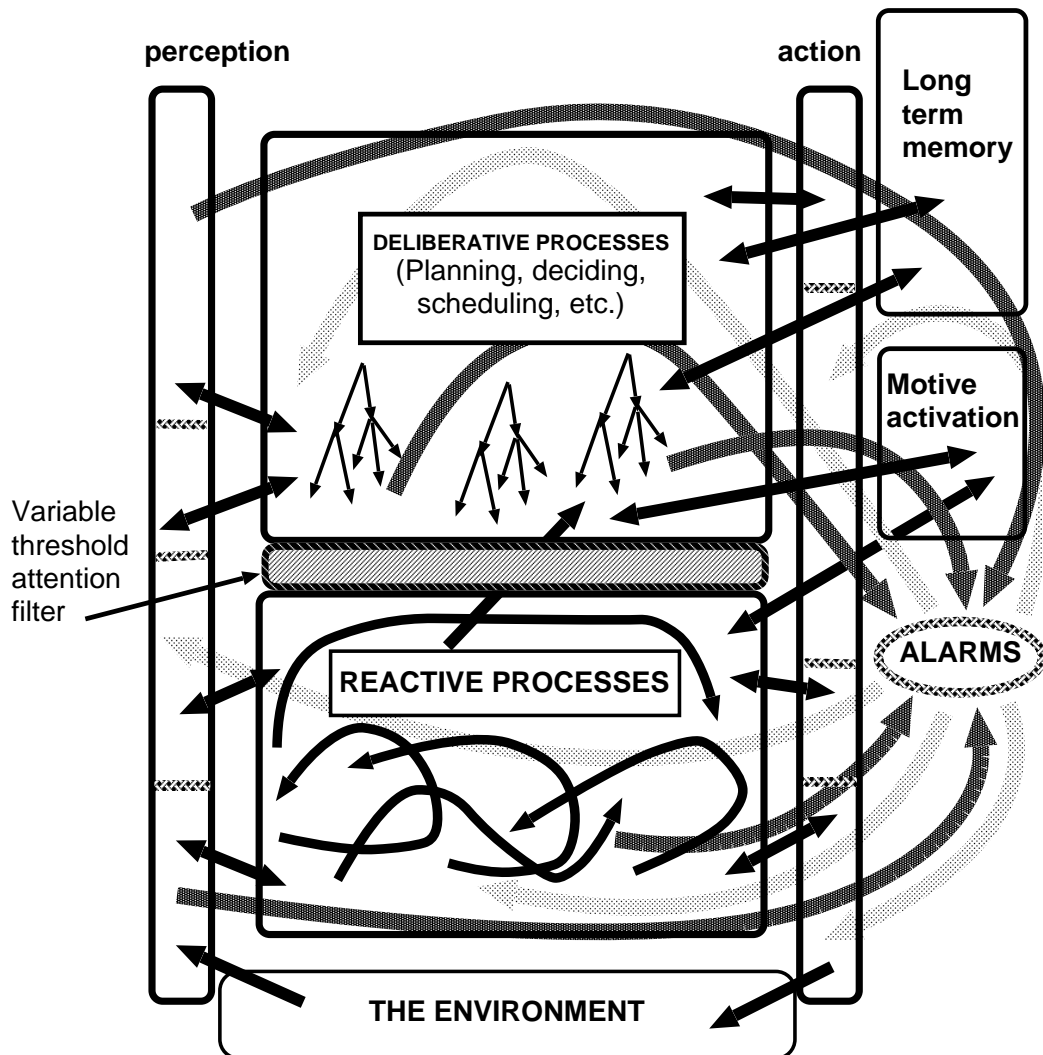 perception
action
Long
term
memory
DELIBERATIVE PROCESSES
(Planning, deciding,
scheduling, etc.)
Motive
activation
Variable
threshold
attention
filter
ALARMS
REACTIVE PROCESSES
THE ENVIRONMENT